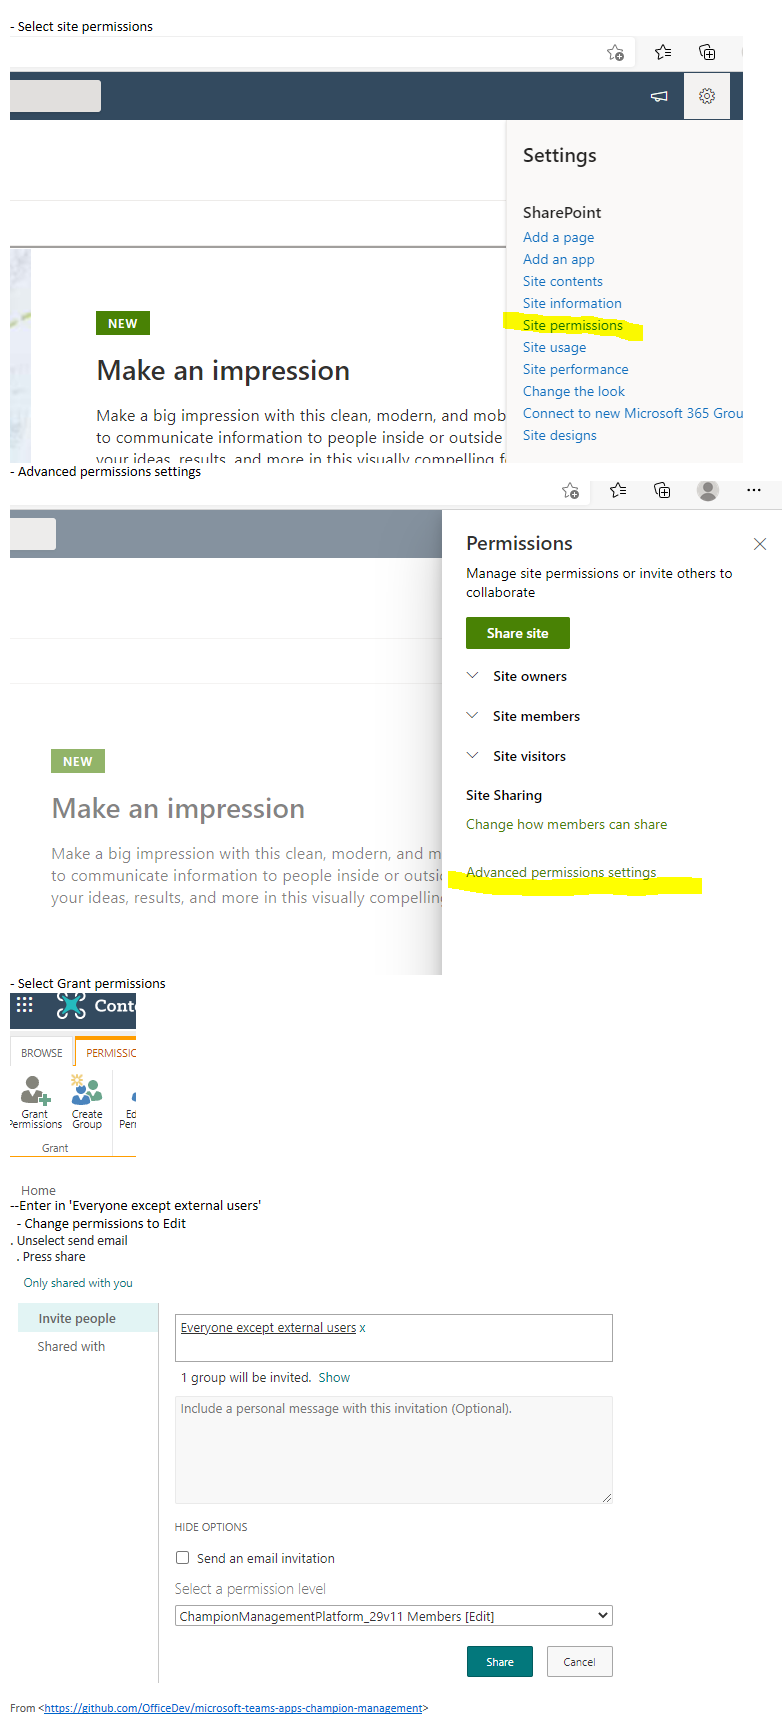 - Select site permissions
Settings
SharePoint
Add a page
Add an app
Site contents
Site information
Site permissions
Site usage
Site performance
Change the look
Connect to new Microsoft 365 Grou
Site designs
NEW
Make an impression
Make a big impression with this clean, modern, and mob
to communicate information to people inside or outside
your ideas, results, and more in this visually compelling f
- Advanced permissions settings
Permissions
Manage site permissions or invite others to
collaborate
Share site
Site owners
Site members
Site visitors
Site Sharing
Change how members can share
Advanced permissions settings
NEW
Make an impression
Make a big impression with this clean, modern, and m
to communicate information to people inside or outsi
your ideas, results, and more in this visually compellin
- Select Grant permissions
Conto
BROWSE PERMISSIC
Grant Permissions
Create Group
Ed
Per
Grant
Home
--Enter in 'Everyone except external users'
- Change permissions to Edit
. Unselect send email
. Press share
Only shared with you
Invite people
Shared with
Everyone except external users x
1 group will be invited. Show
Include a personal message with this invitation (Optional).
HIDE OPTIONS
Send an email invitation
Select a permission level
ChampionManagementPlatform_29v11 Members [Edit]
Share Cancel
From <https://github.com/OfficeDev/microsoft-teams-apps-champion-management>